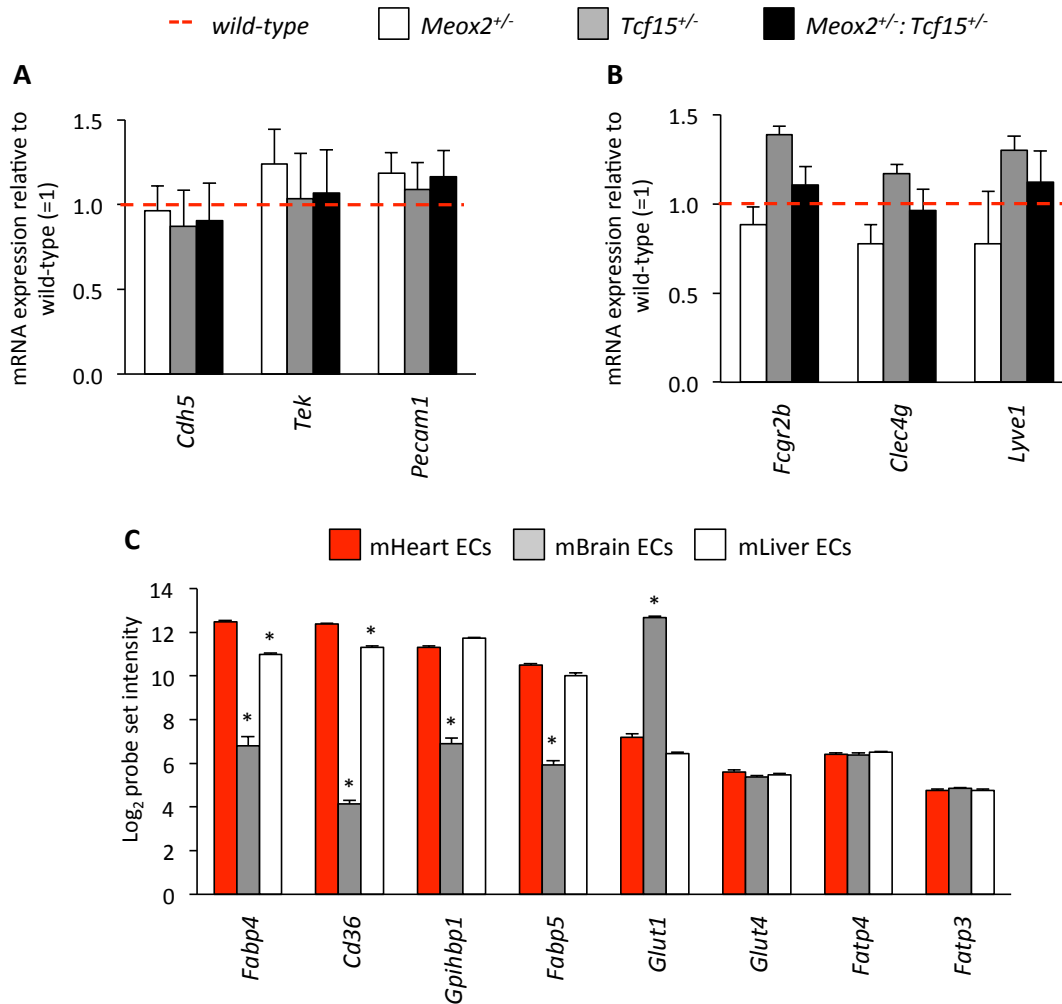 wild-type Meox2+/- Tcf15+/- Meox2+/-: Tcf15+/-
A
mRNA expression relative to
wild-type (=1)
1.5
1.0
0.5
0.0
Cdh5
Tek
Pecam1
B
mRNA expression relative to
wild-type (=1)
1.5
1.0
0.5
0.0
Fcgr2b
Clec4g
Lyve1
C
mHeart ECs mBrain ECs mLiver ECs
Log2 probe set intensity
14
12
10
8
6
4
2
0
* * * * * * *
Fabp4
Cd36
Gpihbp1
Fabp5
Glut1
Glut4
Fatp4
Fatp3